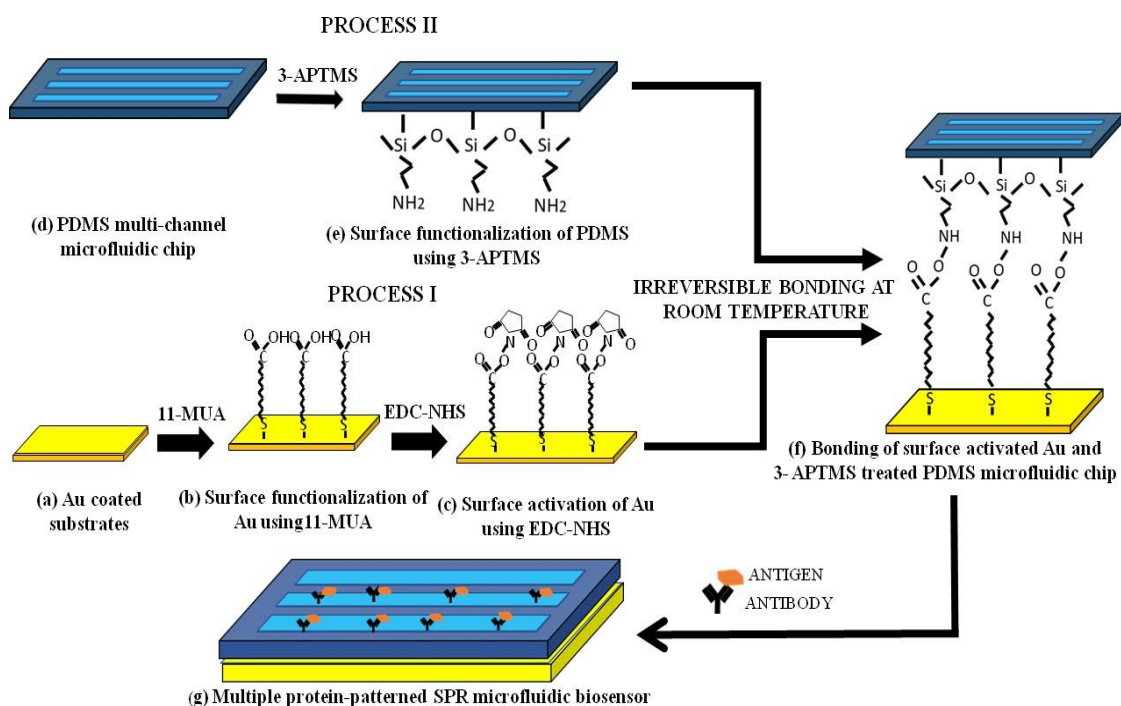 PROCESS II
3-APTMS
Si
O
Si
O
Si
NH2
NH2
NH2
(d) PDMS multi-channel
microfluidic chip
(e) Surface functionalization of PDMS
using 3-APTMS
PROCESS I
O
OH
O
OH
O
OH
C
C
C
S
S
S
11-MUA
EDC-NHS
O
N
O
O
N
O
O
N
O
O
O
O
O
O
O
C
C
C
S
S
S
(a) Au coated
substrates
(b) Surface functionalization of
Au using11-MUA
(c) Surface activation of Au
using EDC-NHS
IRREVERSIBLE BONDING AT
ROOM TEMPERATURE
Si
O
Si
O
Si
NH
NH
NH
O
O
O
O
O
O
C
C
C
S
S
S
(f) Bonding of surface activated Au and
3- APTMS treated PDMS microfluidic chip
ANTIGEN
ANTIBODY
(g) Multiple protein-patterned SPR microfluidic biosensor